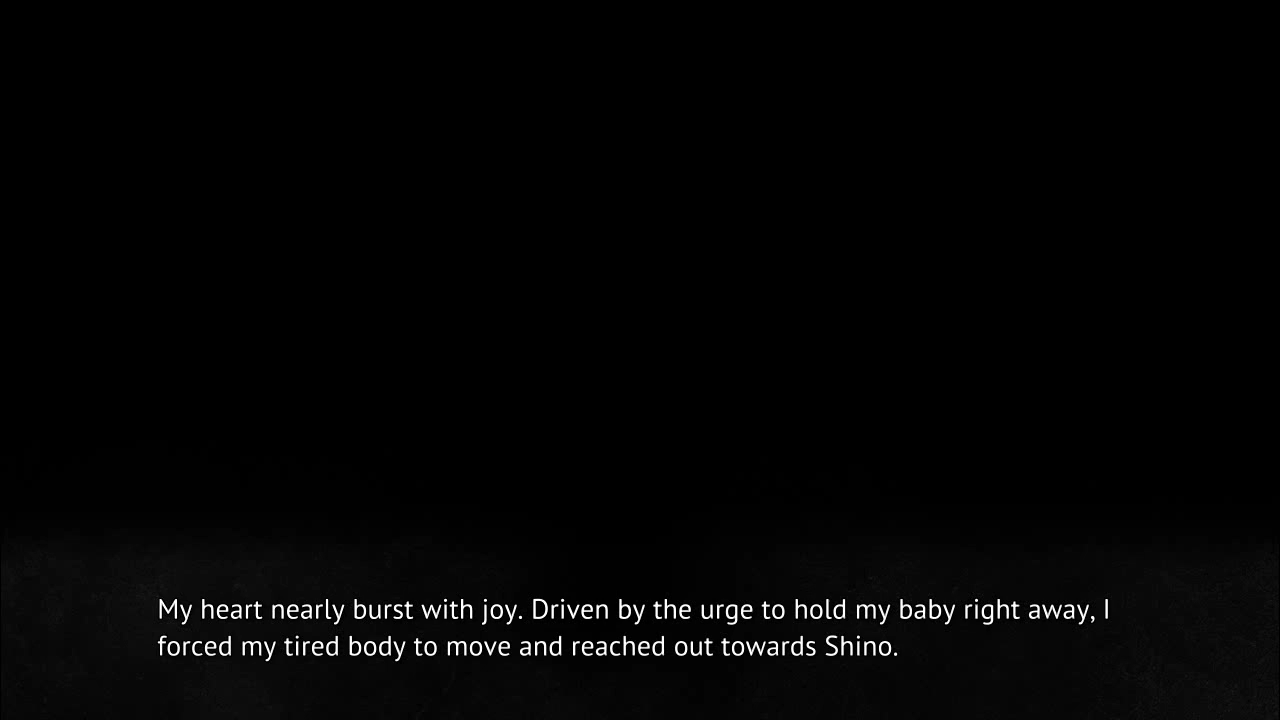 My heart nearly burst with joy. Driven by the urge to hold my baby right away, I
forced my tired body to move and reached out towards Shino.